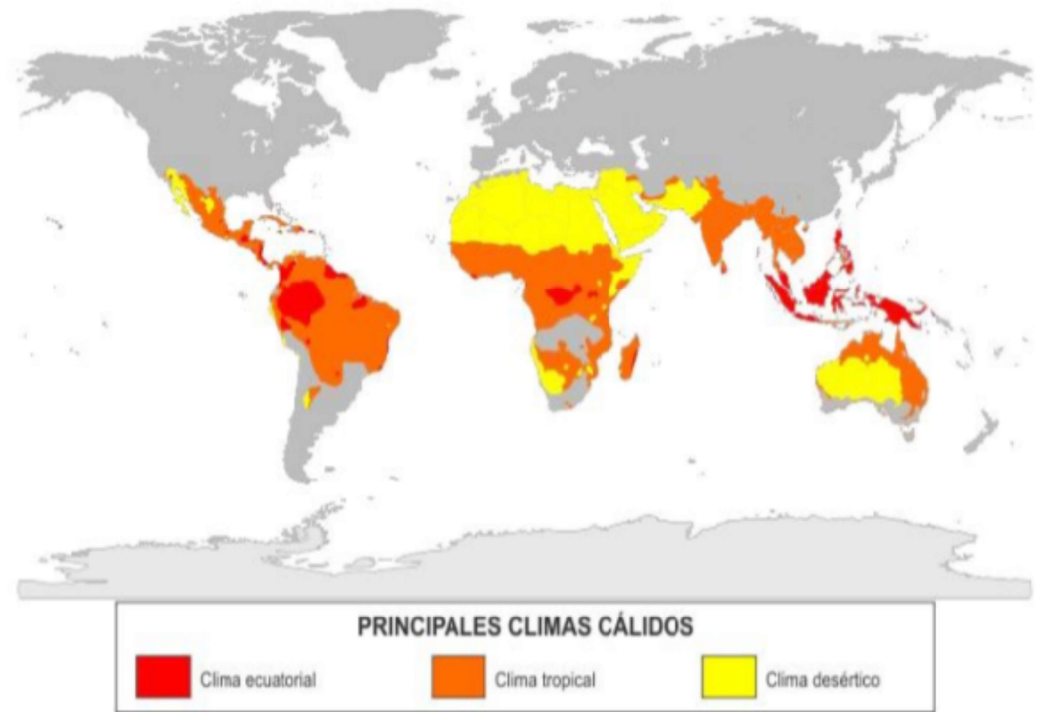 PRINCIPALES CLIMAS CÁLIDOS
Clima ecuatorial
Clima tropical
Clima desértico